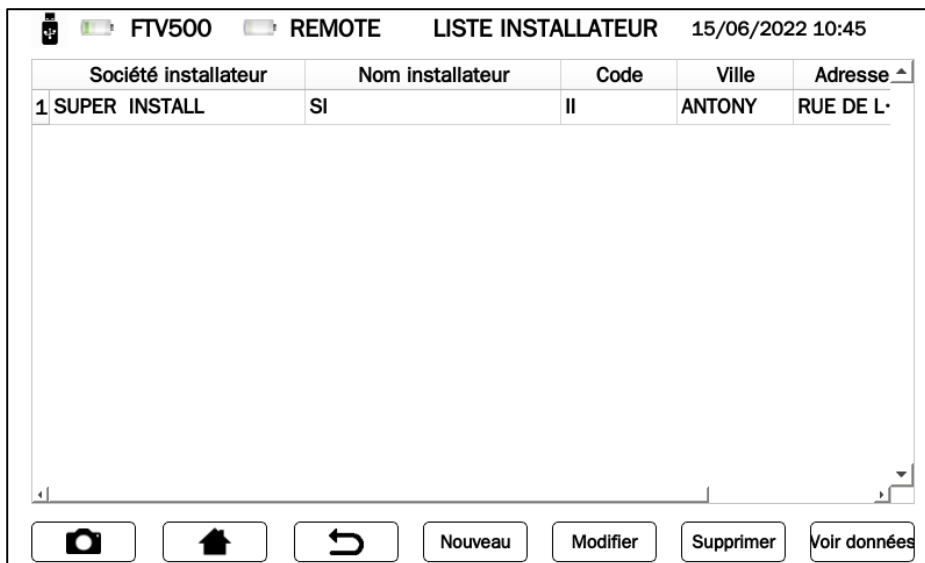 FTV500 REMOTE LISTE INSTALLATEUR 15/06/2022 10:45
Société installateur Nom installateur Code Ville Adresse
1 SUPER INSTALL SI II ANTONY RUE DE L·
Nouveau Modifier Supprimer Voir données